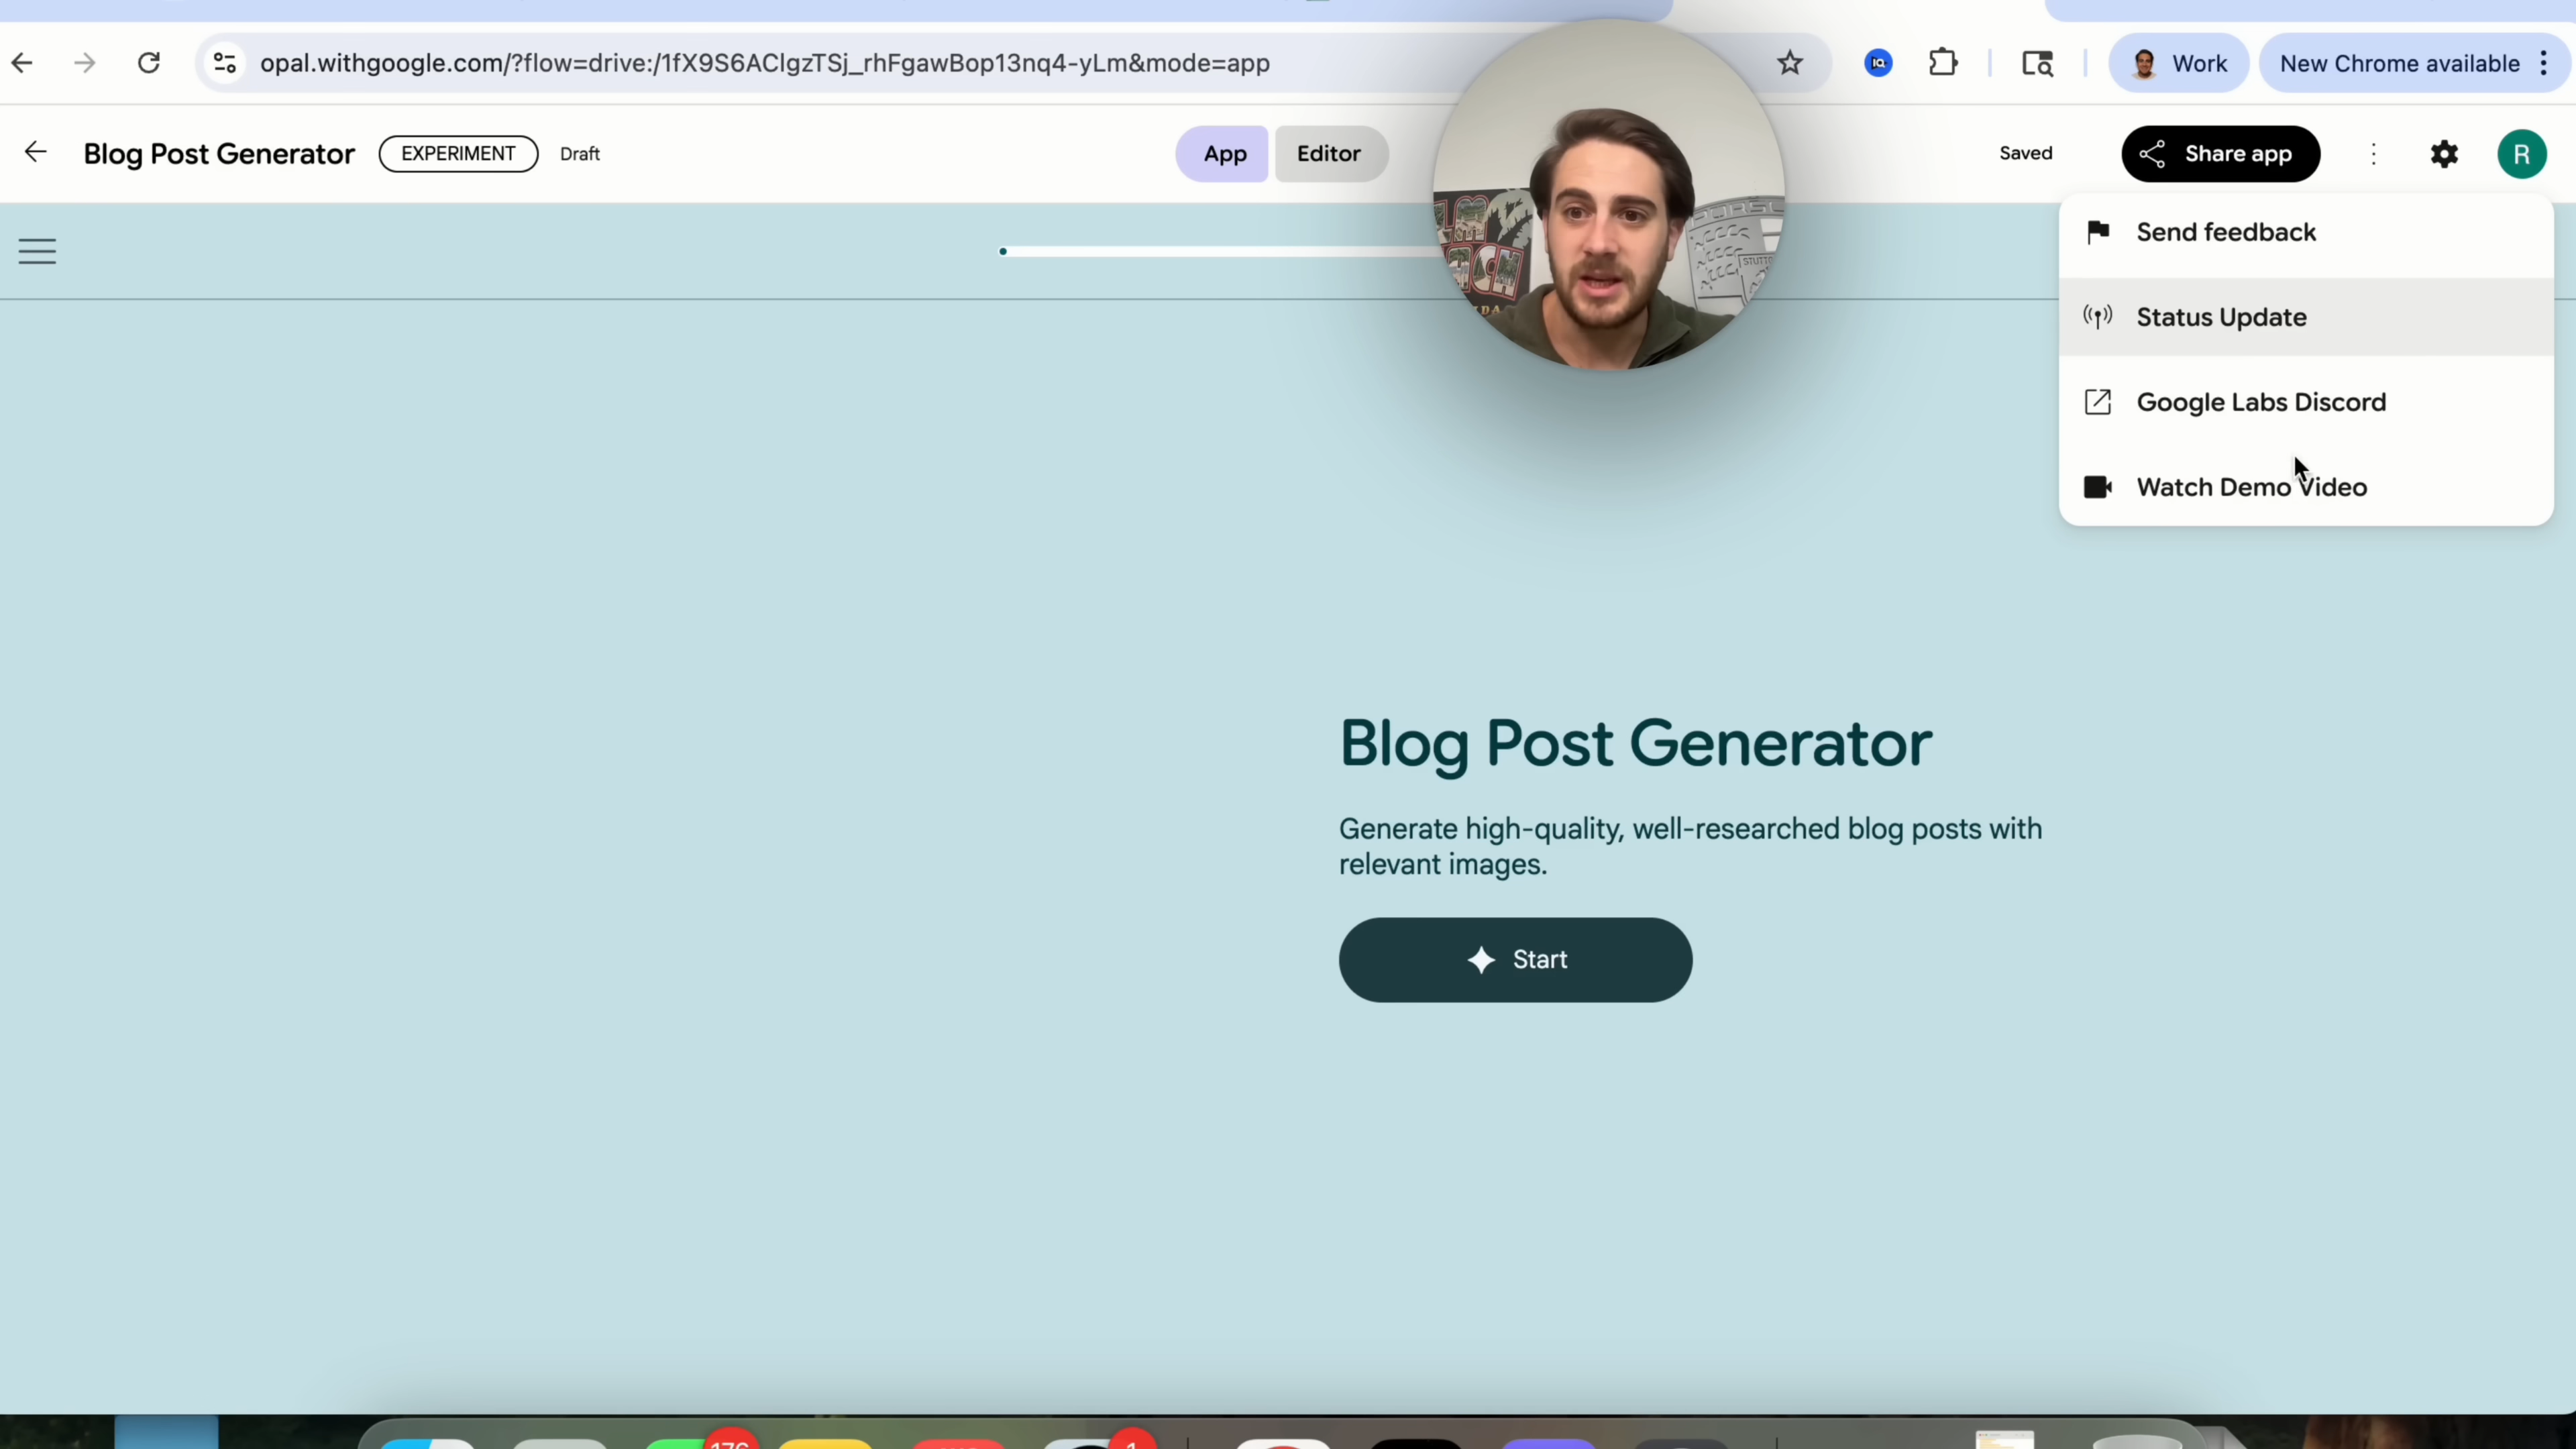 opal.withgoogle.com/?flow=drive:/1fX9S6AClgzTSj_rhFgawBop13nq4-yLm&mode=app
Work
New Chrome available
Blog Post Generator
EXPERIMENT
Draft
App
Editor
Saved
Share app
R
Send feedback
Status Update
Google Labs Discord
Watch Demo Video
Blog Post Generator
Generate high-quality, well-researched blog posts with
relevant images.
Start